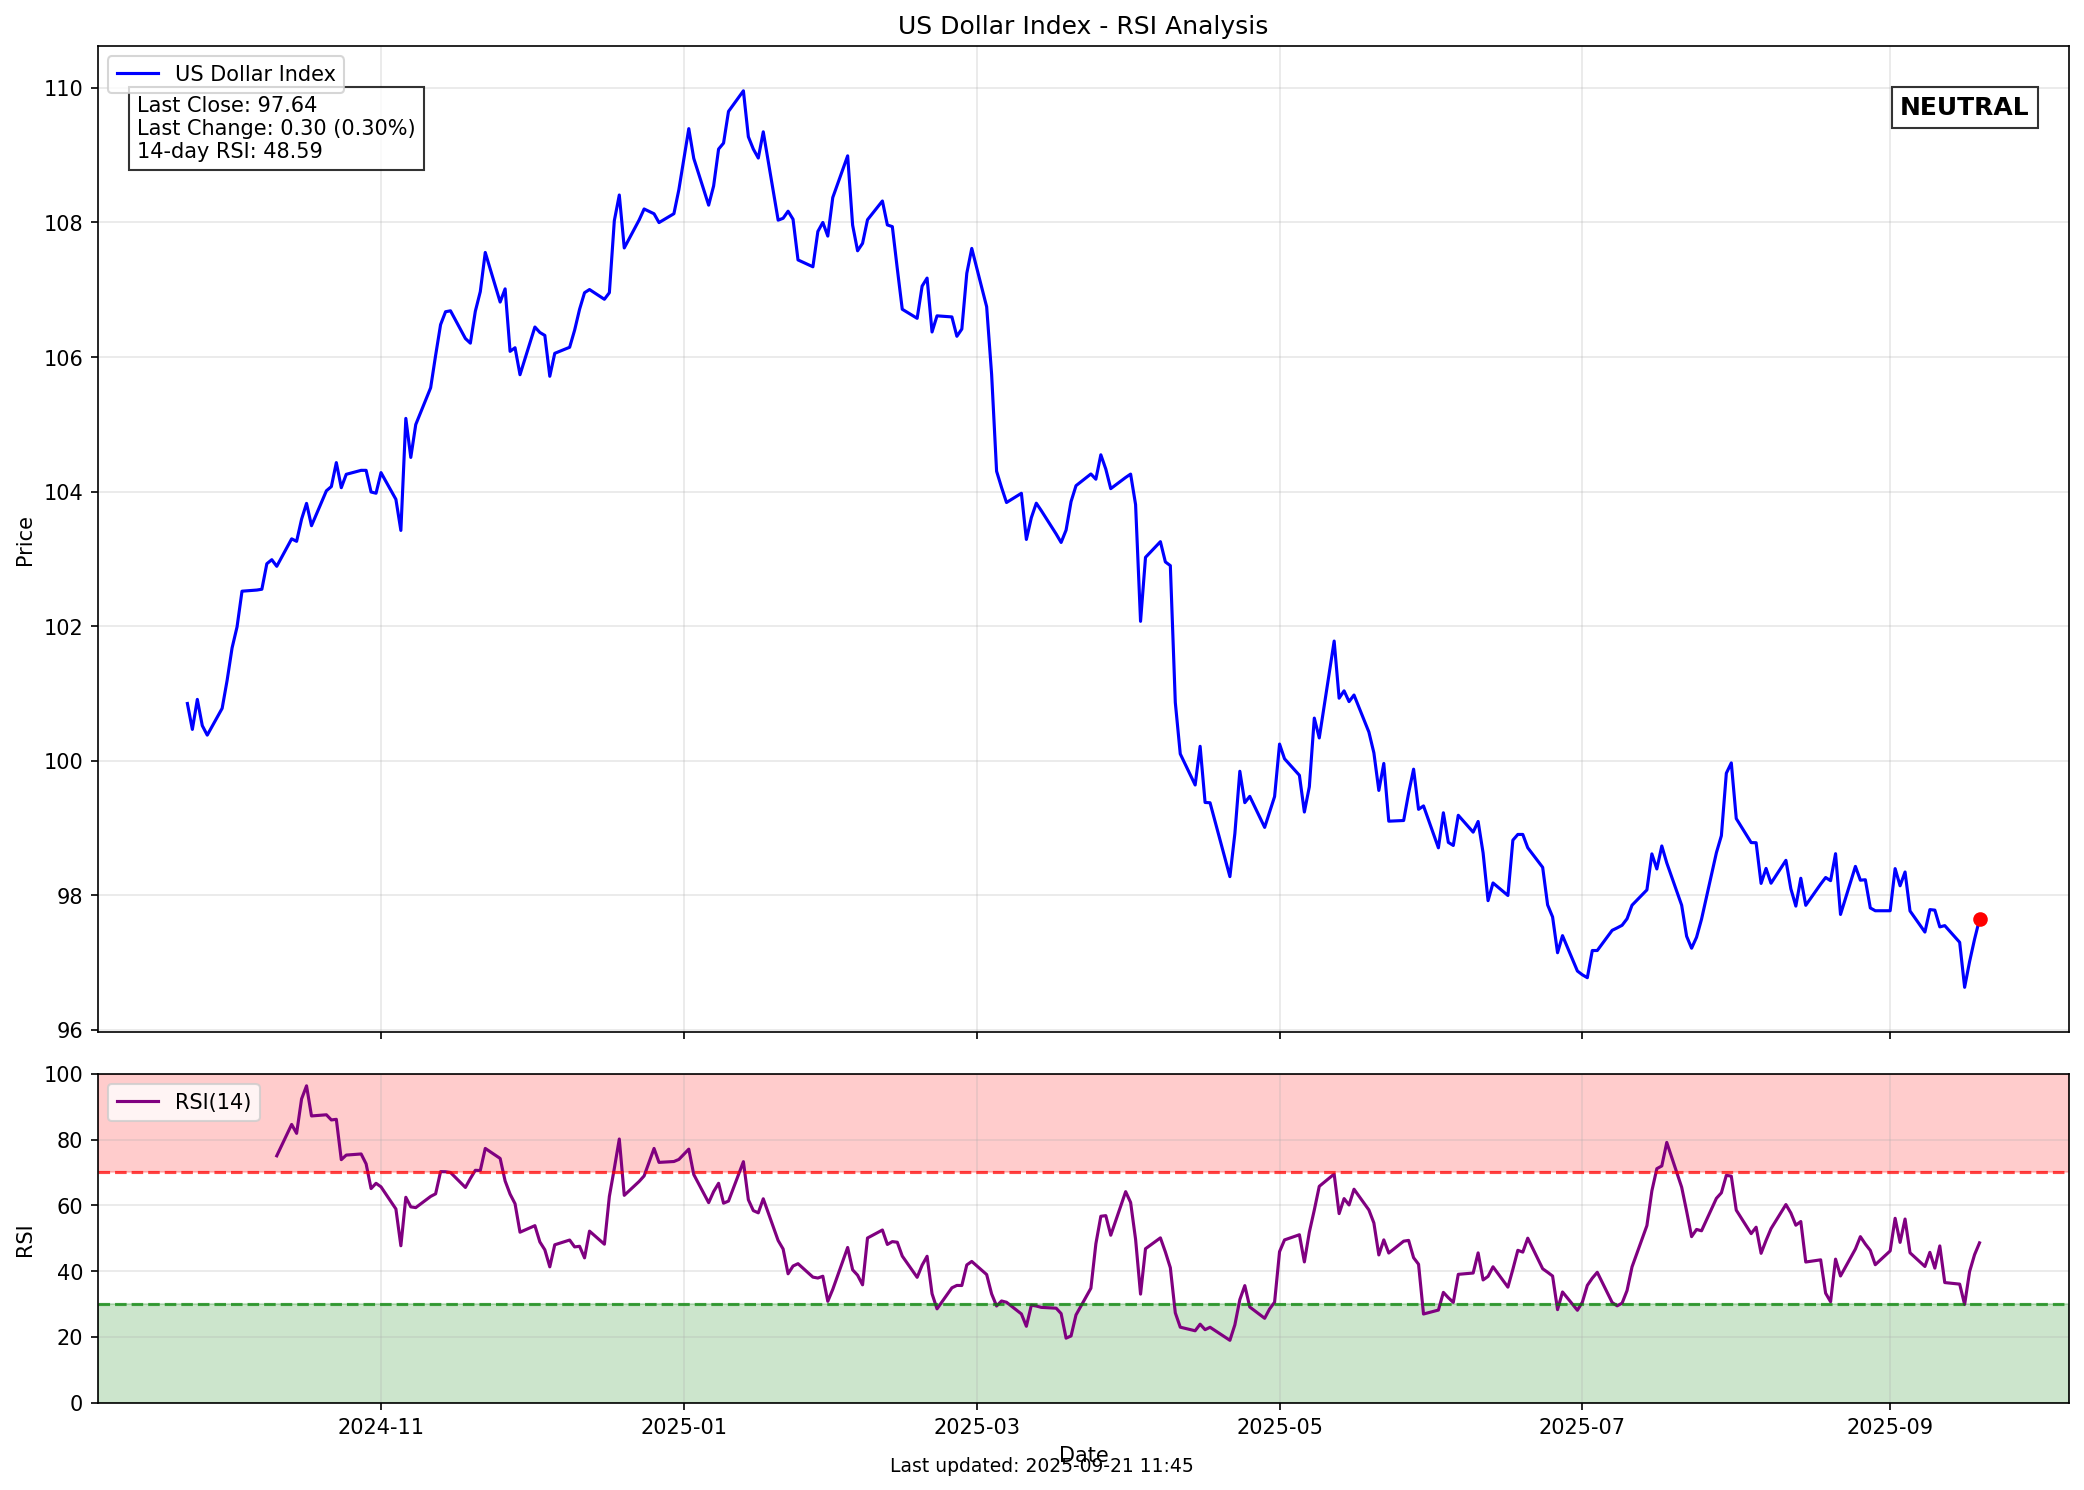 US Dollar Index - RSI Analysis
US Dollar Index
Last Close: 97.64
Last Change: 0.30 (0.30%)
14-day RSI: 48.59
NEUTRAL
Price
110
108
106
104
102
100
98
96
RSI
RSI(14)
100
80
60
40
20
0
2024-11
2025-01
2025-03
2025-05
2025-07
2025-09
Date
Last updated: 2025-09-21 11:45